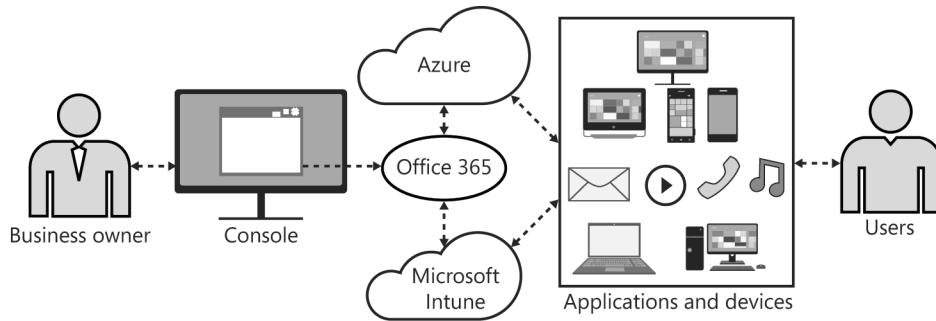 Azure
Office 365
Business owner
Console
Microsoft
Intune
Applications and devices
Users